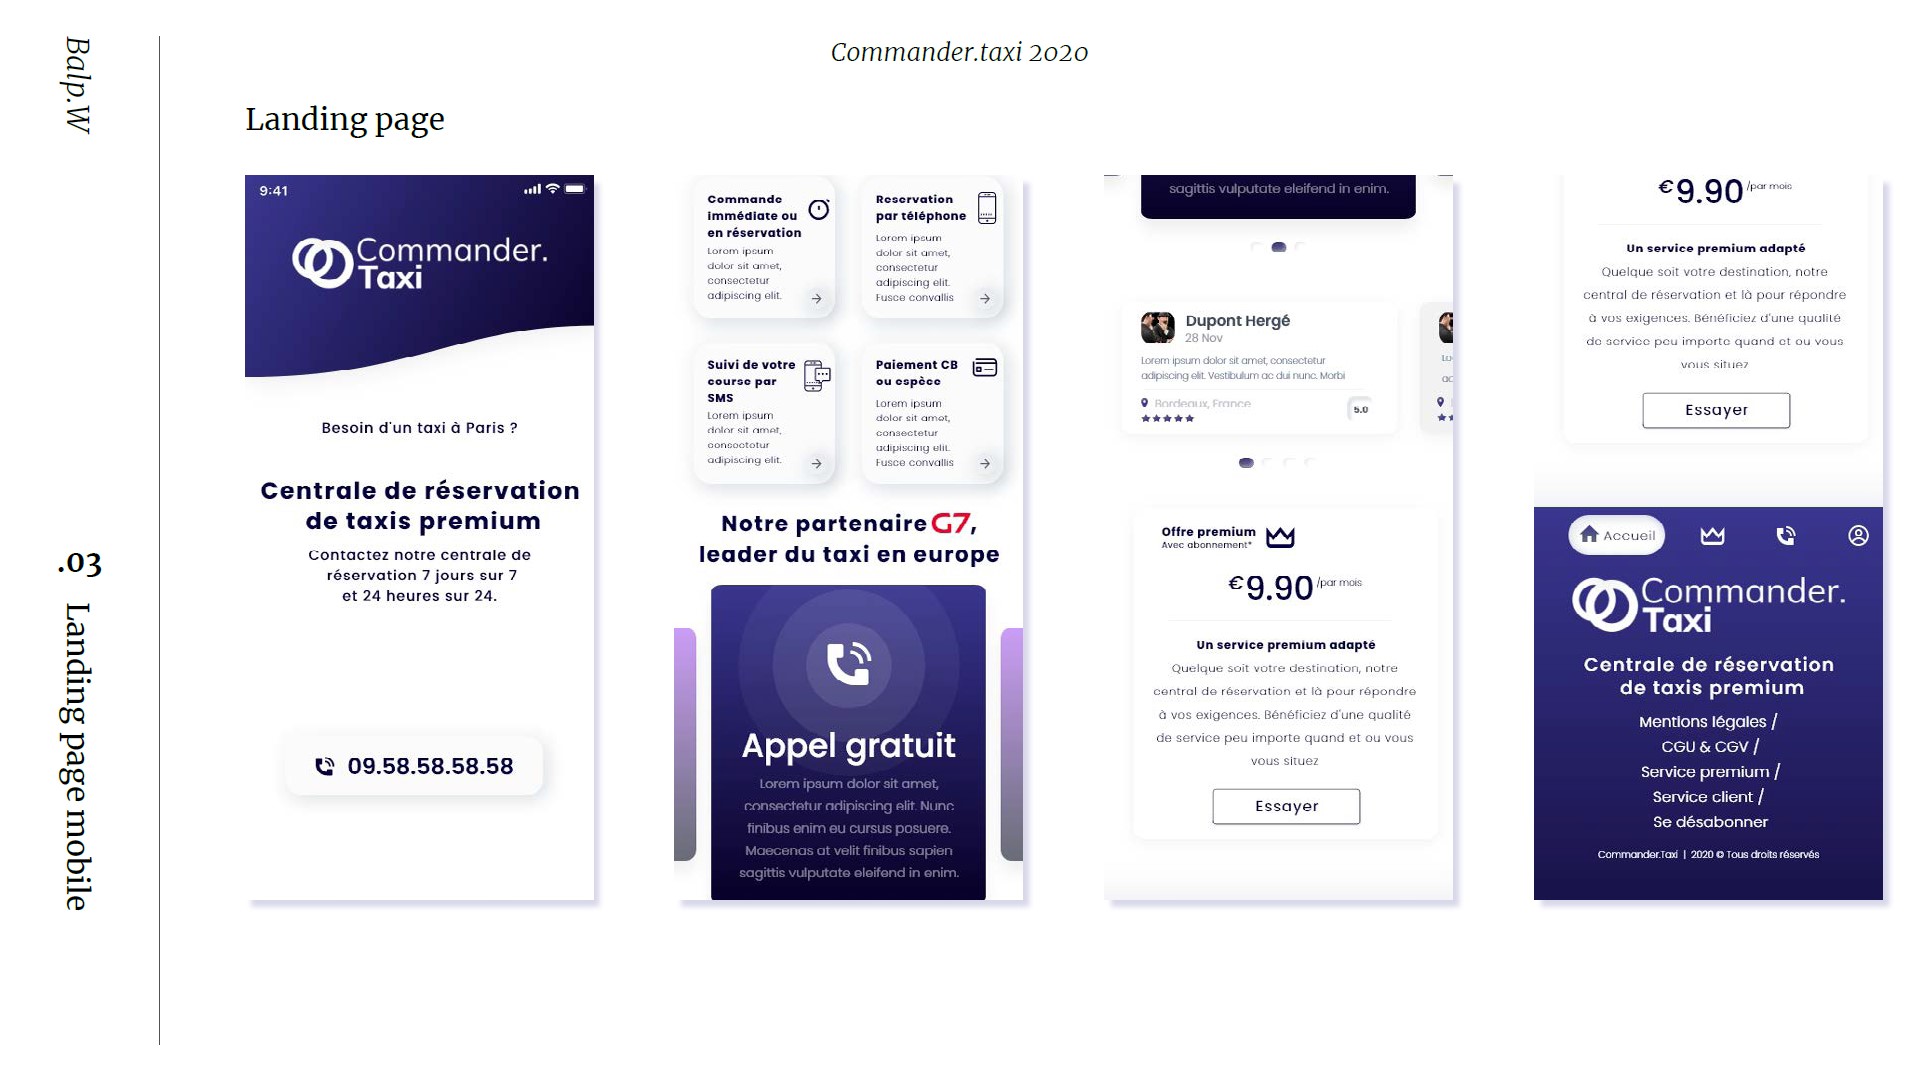 Balp.W
.03
Landing page mobile
Commander.taxi 2020
Landing page
9:41
Commander.
Taxi
Besoin d'un taxi à Paris ?
Centrale de réservation
de taxis premium
Contactez notre centrale de
réservation 7 jours sur 7
et 24 heures sur 24.
09.58.58.58.58
Commande
immédiate ou
en réservation
Lorem ipsum
dolor sit amet,
consectetur
adipiscing elit.
Reservation
par téléphone
Lorem ipsum
dolor sit amet,
consectetur
adipiscing elit.
Fusce convallis
Suivi de votre
course par
SMS
Lorem ipsum
dolor sit amet,
consectetur
adipiscing elit.
Paiement CB
ou espèce
Lorem ipsum
dolor sit amet,
consectetur
adipiscing elit.
Fusce convallis
Notre partenaire G7,
leader du taxi en europe
Appel gratuit
Lorem ipsum dolor sit amet,
consectetur adipiscing elit. Nunc
finibus enim eu cursus posuere.
Maecenas at velit finibus sapien
sagittis vulputate eleifend in enim.
sagittis vulputate eleifend in enim.
Dupont Hergé
28 Nov
Lorem ipsum dolor sit amet, consectetur
adipiscing elit. Vestibulum ac dui nunc. Morbi
Bordeaux, France
5.0
Lo
ad
Offre premium
Avec abonnement*
€9.90 /par mois
Un service premium adapté
Quelque soit votre destination, notre
central de réservation et là pour répondre
à vos exigences. Bénéficiez d'une qualité
de service peu importe quand et ou vous
vous situez
Essayer
€9.90 /par mois
Un service premium adapté
Quelque soit votre destination, notre
central de réservation et là pour répondre
à vos exigences. Bénéficiez d'une qualité
de service peu importe quand et ou vous
vous situez
Essayer
Accueil
Commander.
Taxi
Centrale de réservation
de taxis premium
Mentions légales /
CGU & CGV /
Service premium /
Service client /
Se désabonner
Commander.Taxi | 2020 © Tous droits réservés